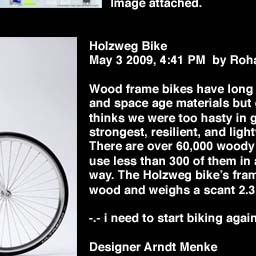 Image attached.
Holzweg Bike
May 3 2009, 4:41 PM by Roha
Wood frame bikes have long
and space age materials but
thinks we were too hasty in g
strongest, resilient, and light
There are over 60,000 woody
use less than 300 of them in a
way. The Holzweg bike's fram
wood and weighs a scant 2.3
-.- i need to start biking again
Designer Arndt Menke